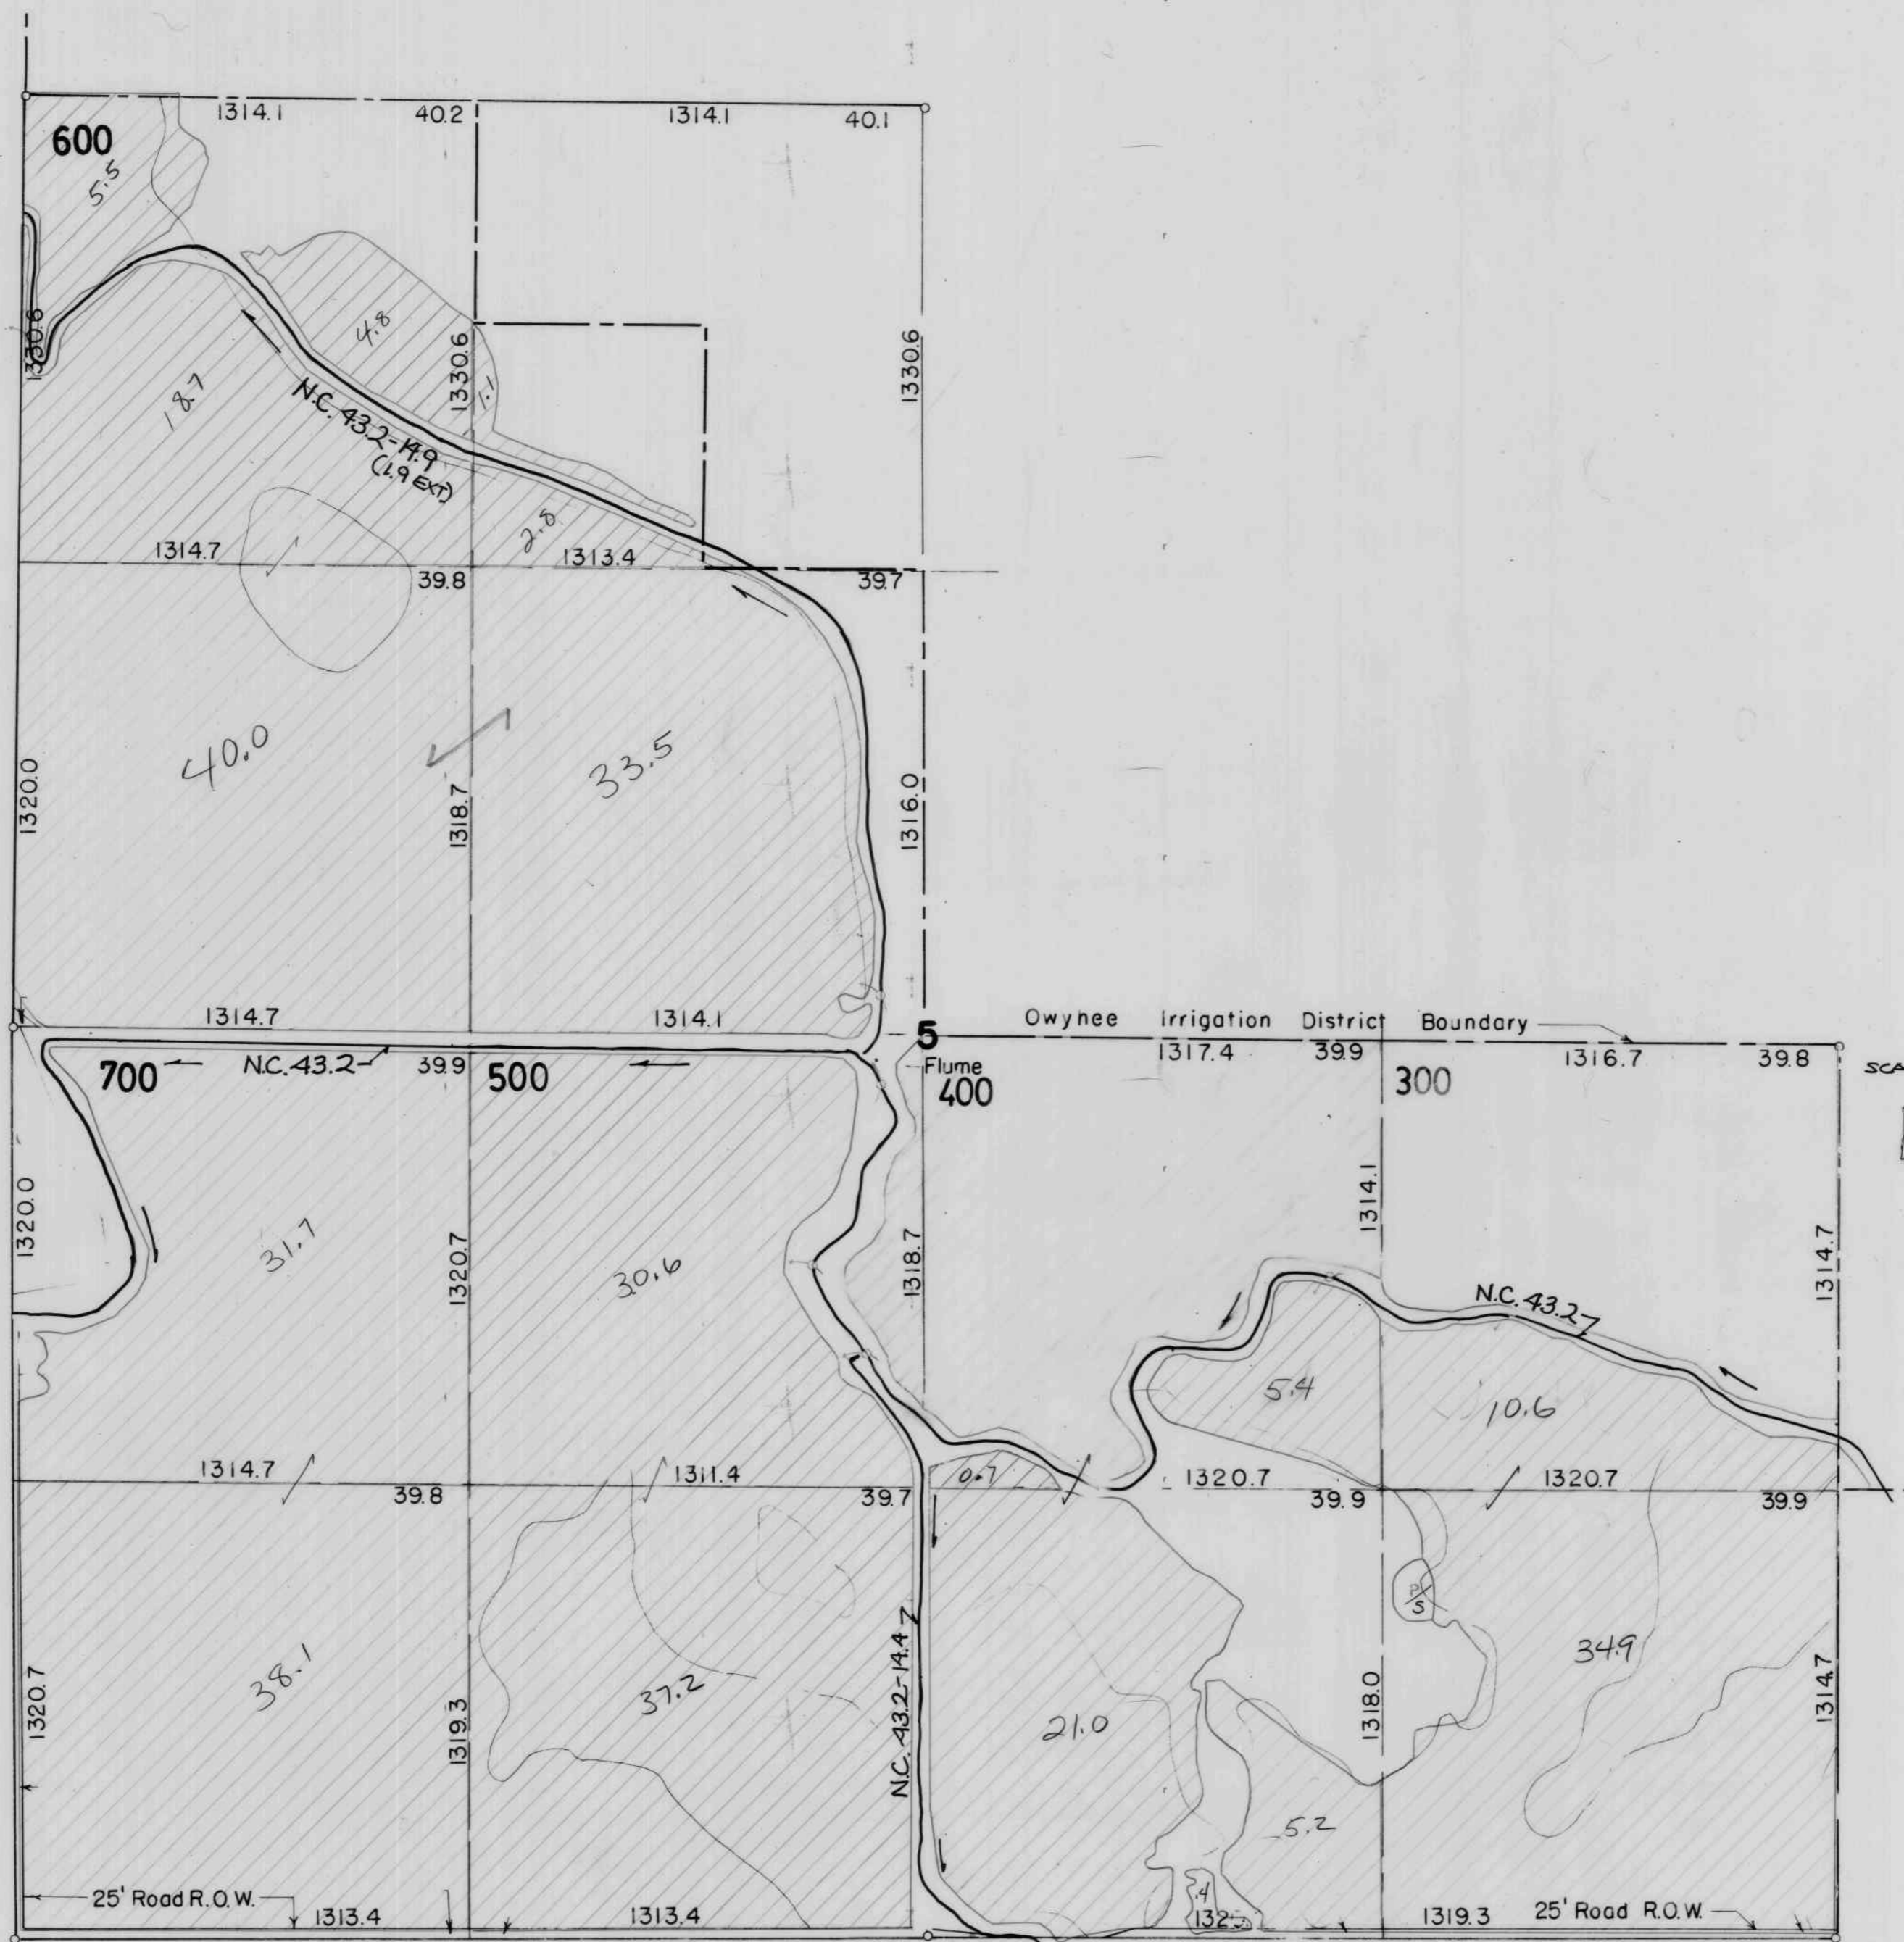 1314.1 40.2 1314.1 40.1
600
5.5
4.8
1330.6 1330.6 1330.6
1.1
18.7
N.C. 43.2-14.9
(1.9 EXT)
2.8
1314.7 1313.4
39.8 39.7
40.0 33.5
1320.0 1318.7 1316.0
1314.7 1314.1
5
Owyhee Irrigation District Boundary
N.C. 43.2 39.9
Flume
1317.4 39.9 1316.7 39.8
SCA
700 500 400 300
1320.0 1320.7 1318.7 1314.1 1314.7
31.7 30.6
N.C. 43.2
5.4 10.6
1314.7 1311.4
0.7
1320.7 1320.7
39.8 39.7 39.9 39.9
P/S
38.1 37.2 34.9
1320.7 1319.3
N.C. 43.2-14.4
21.0
1318.0 1314.7
5.2
.4
25' Road R.O.W.
1313.4 1313.4 1319.3
25' Road R.O.W.